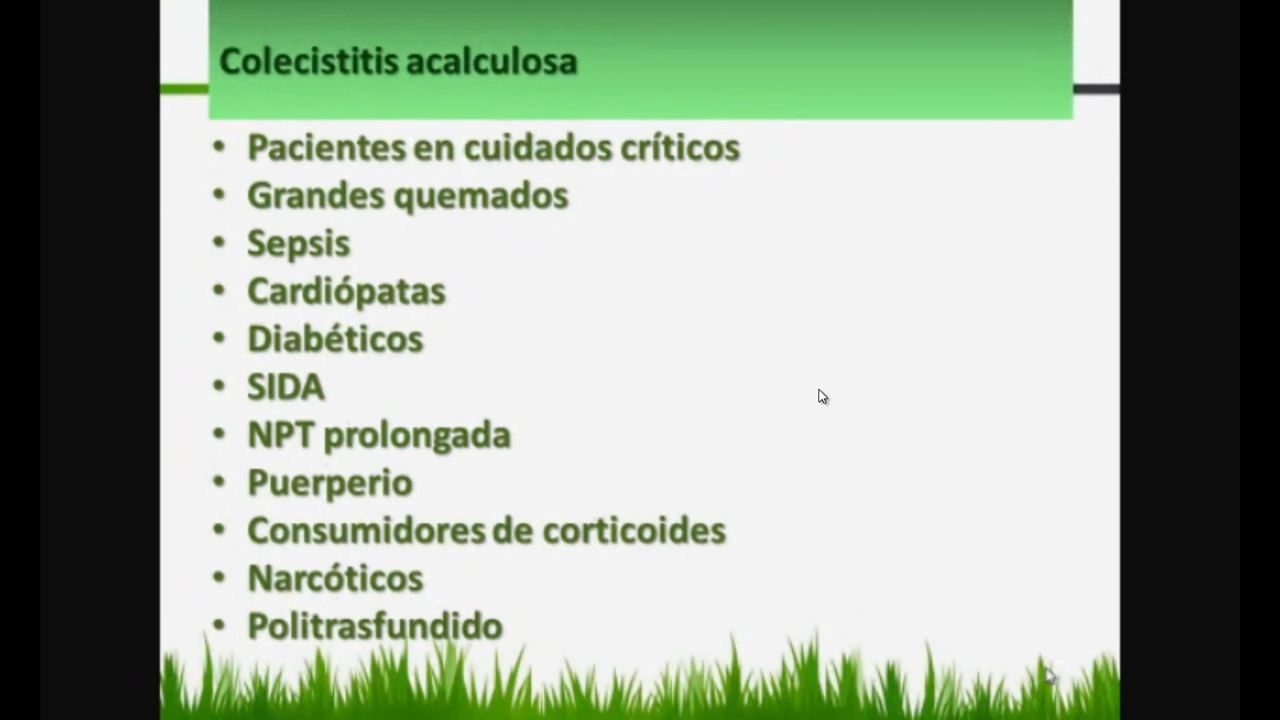 Colecistitis acalculosa
• Pacientes en cuidados críticos
• Grandes quemados
• Sepsis
• Cardiópatas
• Diabéticos
• SIDA
• NPT prolongada
• Puerperio
• Consumidores de corticoides
• Narcóticos
• Politrasfundido